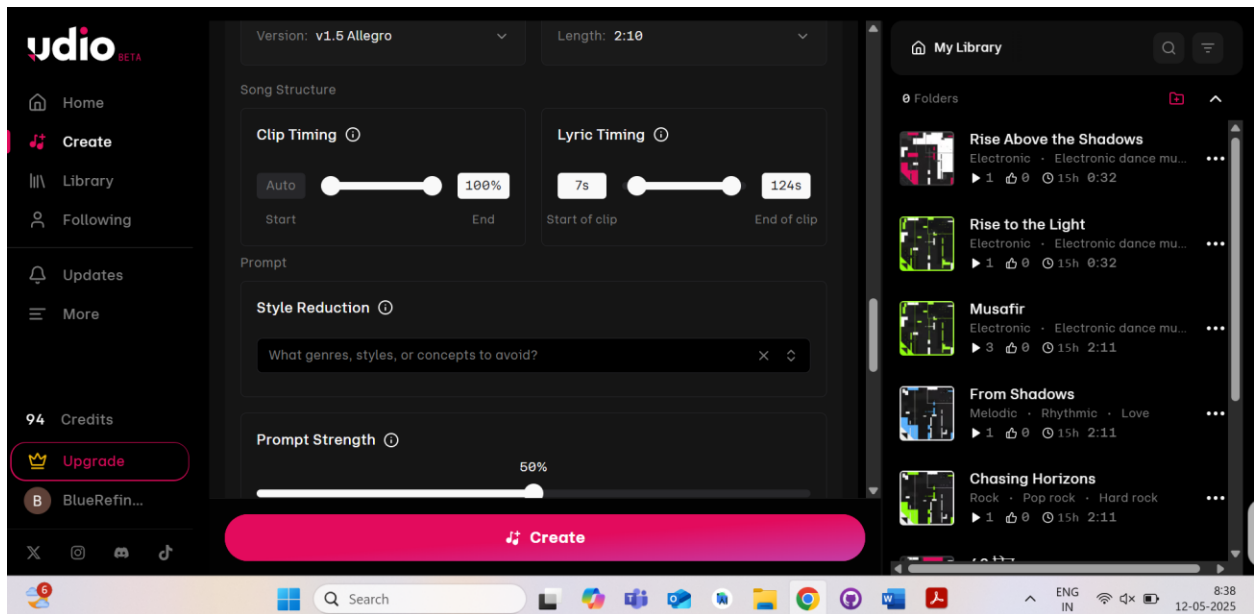 udio BETA
Home
Create
Library
Following
Updates
More
94 Credits
Upgrade
B BlueRefin...
Version: v1.5 Allegro
Length: 2:10
Song Structure
Clip Timing
Auto
100%
Start
End
Lyric Timing
7s
124s
Start of clip
End of clip
Prompt
Style Reduction
What genres, styles, or concepts to avoid?
Prompt Strength
50%
Create
My Library
0 Folders
Rise Above the Shadows
Electronic · Electronic dance mu...
1 0 15h 0:32
Rise to the Light
Electronic · Electronic dance mu...
1 0 15h 0:32
Musafir
Electronic · Electronic dance mu...
3 0 15h 2:11
From Shadows
Melodic · Rhythmic · Love
1 0 15h 2:11
Chasing Horizons
Rock · Pop rock · Hard rock
1 0 15h 2:11
6
Search
ENG
IN
8:38
12-05-2025